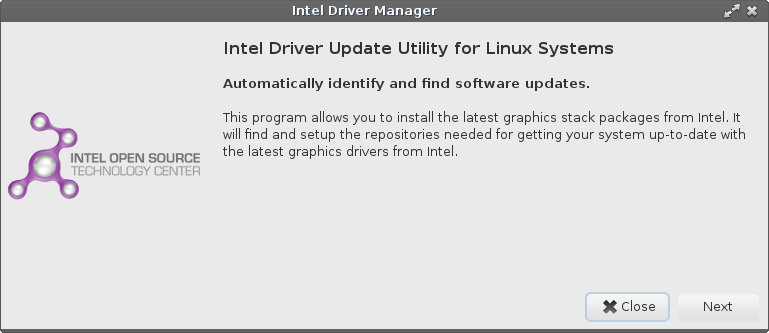 Intel Driver Manager
Intel Driver Update Utility for Linux Systems
Automatically identify and find software updates.
This program allows you to install the latest graphics stack packages from Intel. It
will find and setup the repositories needed for getting your system up-to-date with
the latest graphics drivers from Intel.
INTEL OPEN SOURCE
TECHNOLOGY CENTER
Close
Next